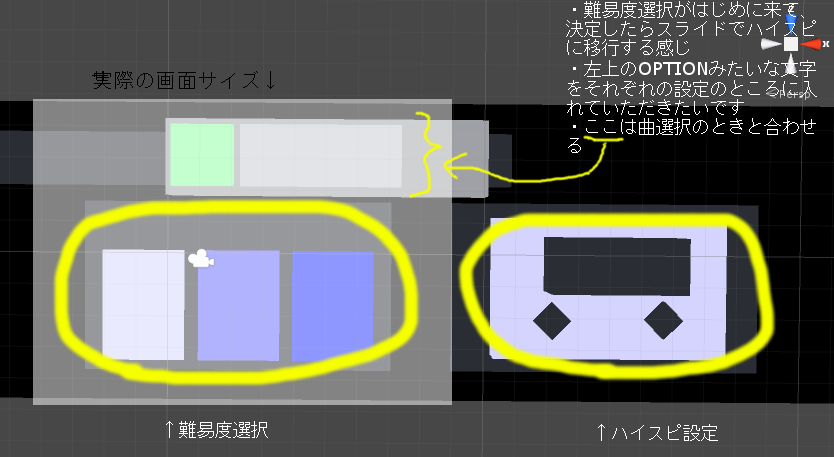 ・難易度選択がはじめに来て、
決定したらスライドでハイスピ
に移行する感じ
・左上のOPTIONみたいな文字
をそれぞれの設定のところに入
れていただきたいです
・ここは曲選択のときと合わせ
る
x
Persp
実際の画面サイズ↓
↑難易度選択
↑ハイスピ設定